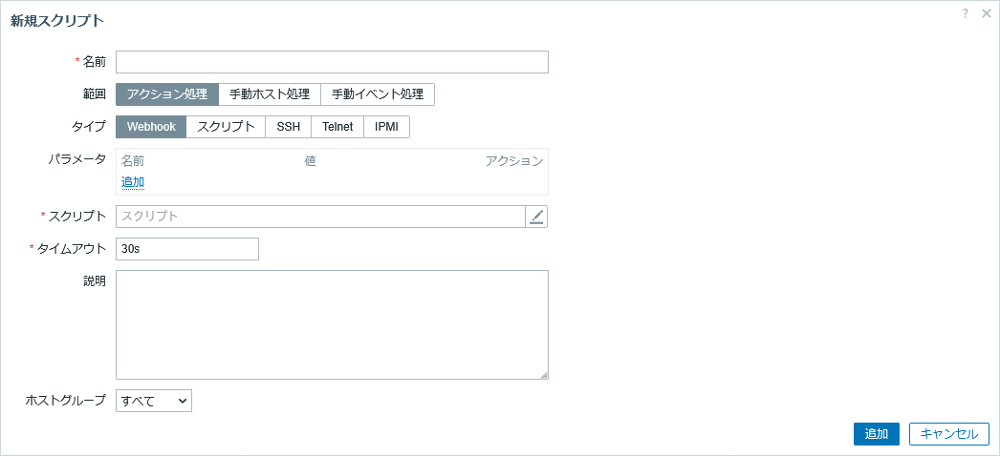 新規スクリプト ? ×
* 名前
範囲 アクション処理 手動ホスト処理 手動イベント処理
タイプ Webhook スクリプト SSH Telnet IPMI
パラメータ 名前 値 アクション
追加
* スクリプト スクリプト
* タイムアウト 30s
説明
ホストグループ すべて
追加 キャンセル